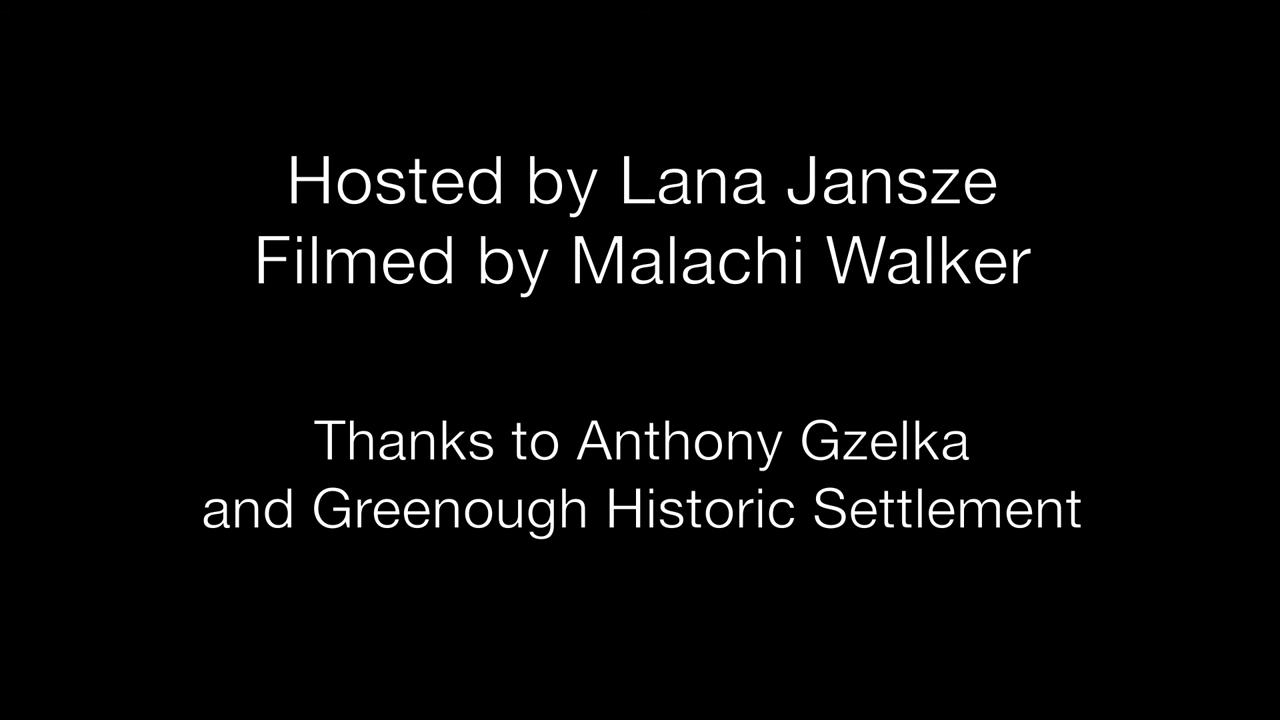 Hosted by Lana Jansze
Filmed by Malachi Walker
Thanks to Anthony Gzelka
and Greenough Historic Settlement